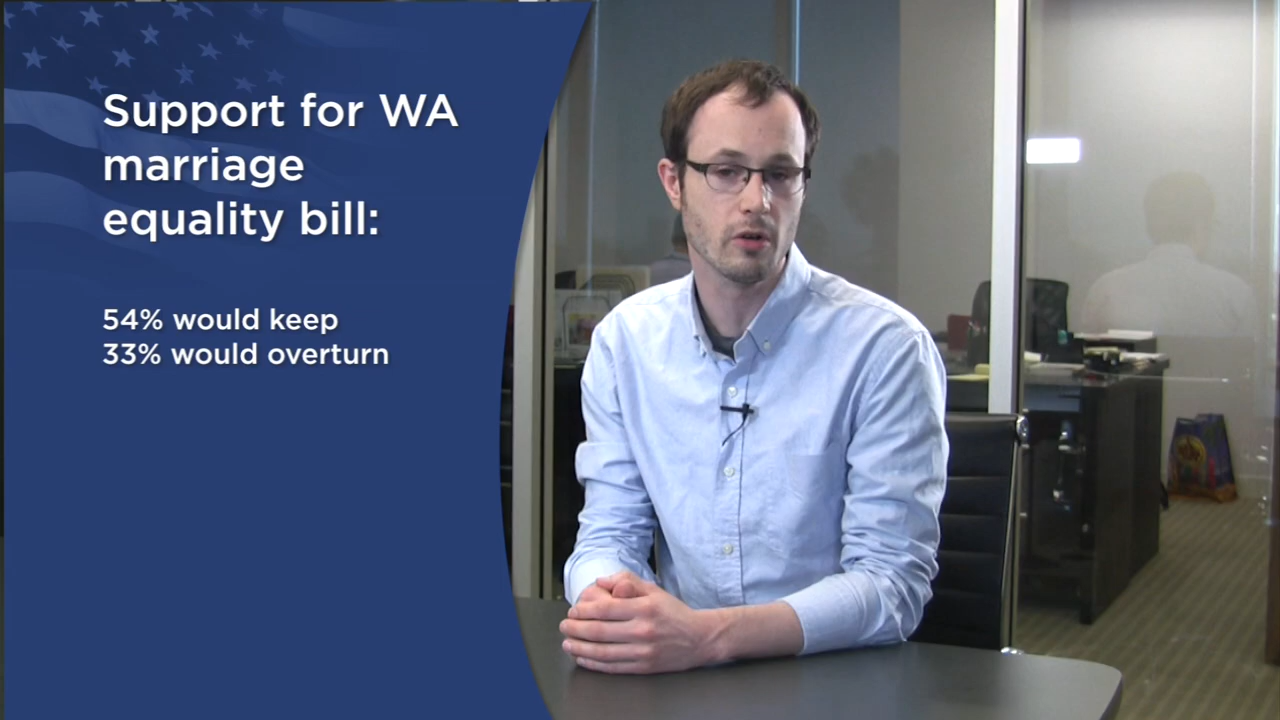 Support for WA
marriage
equality bill:
54% would keep
33% would overturn